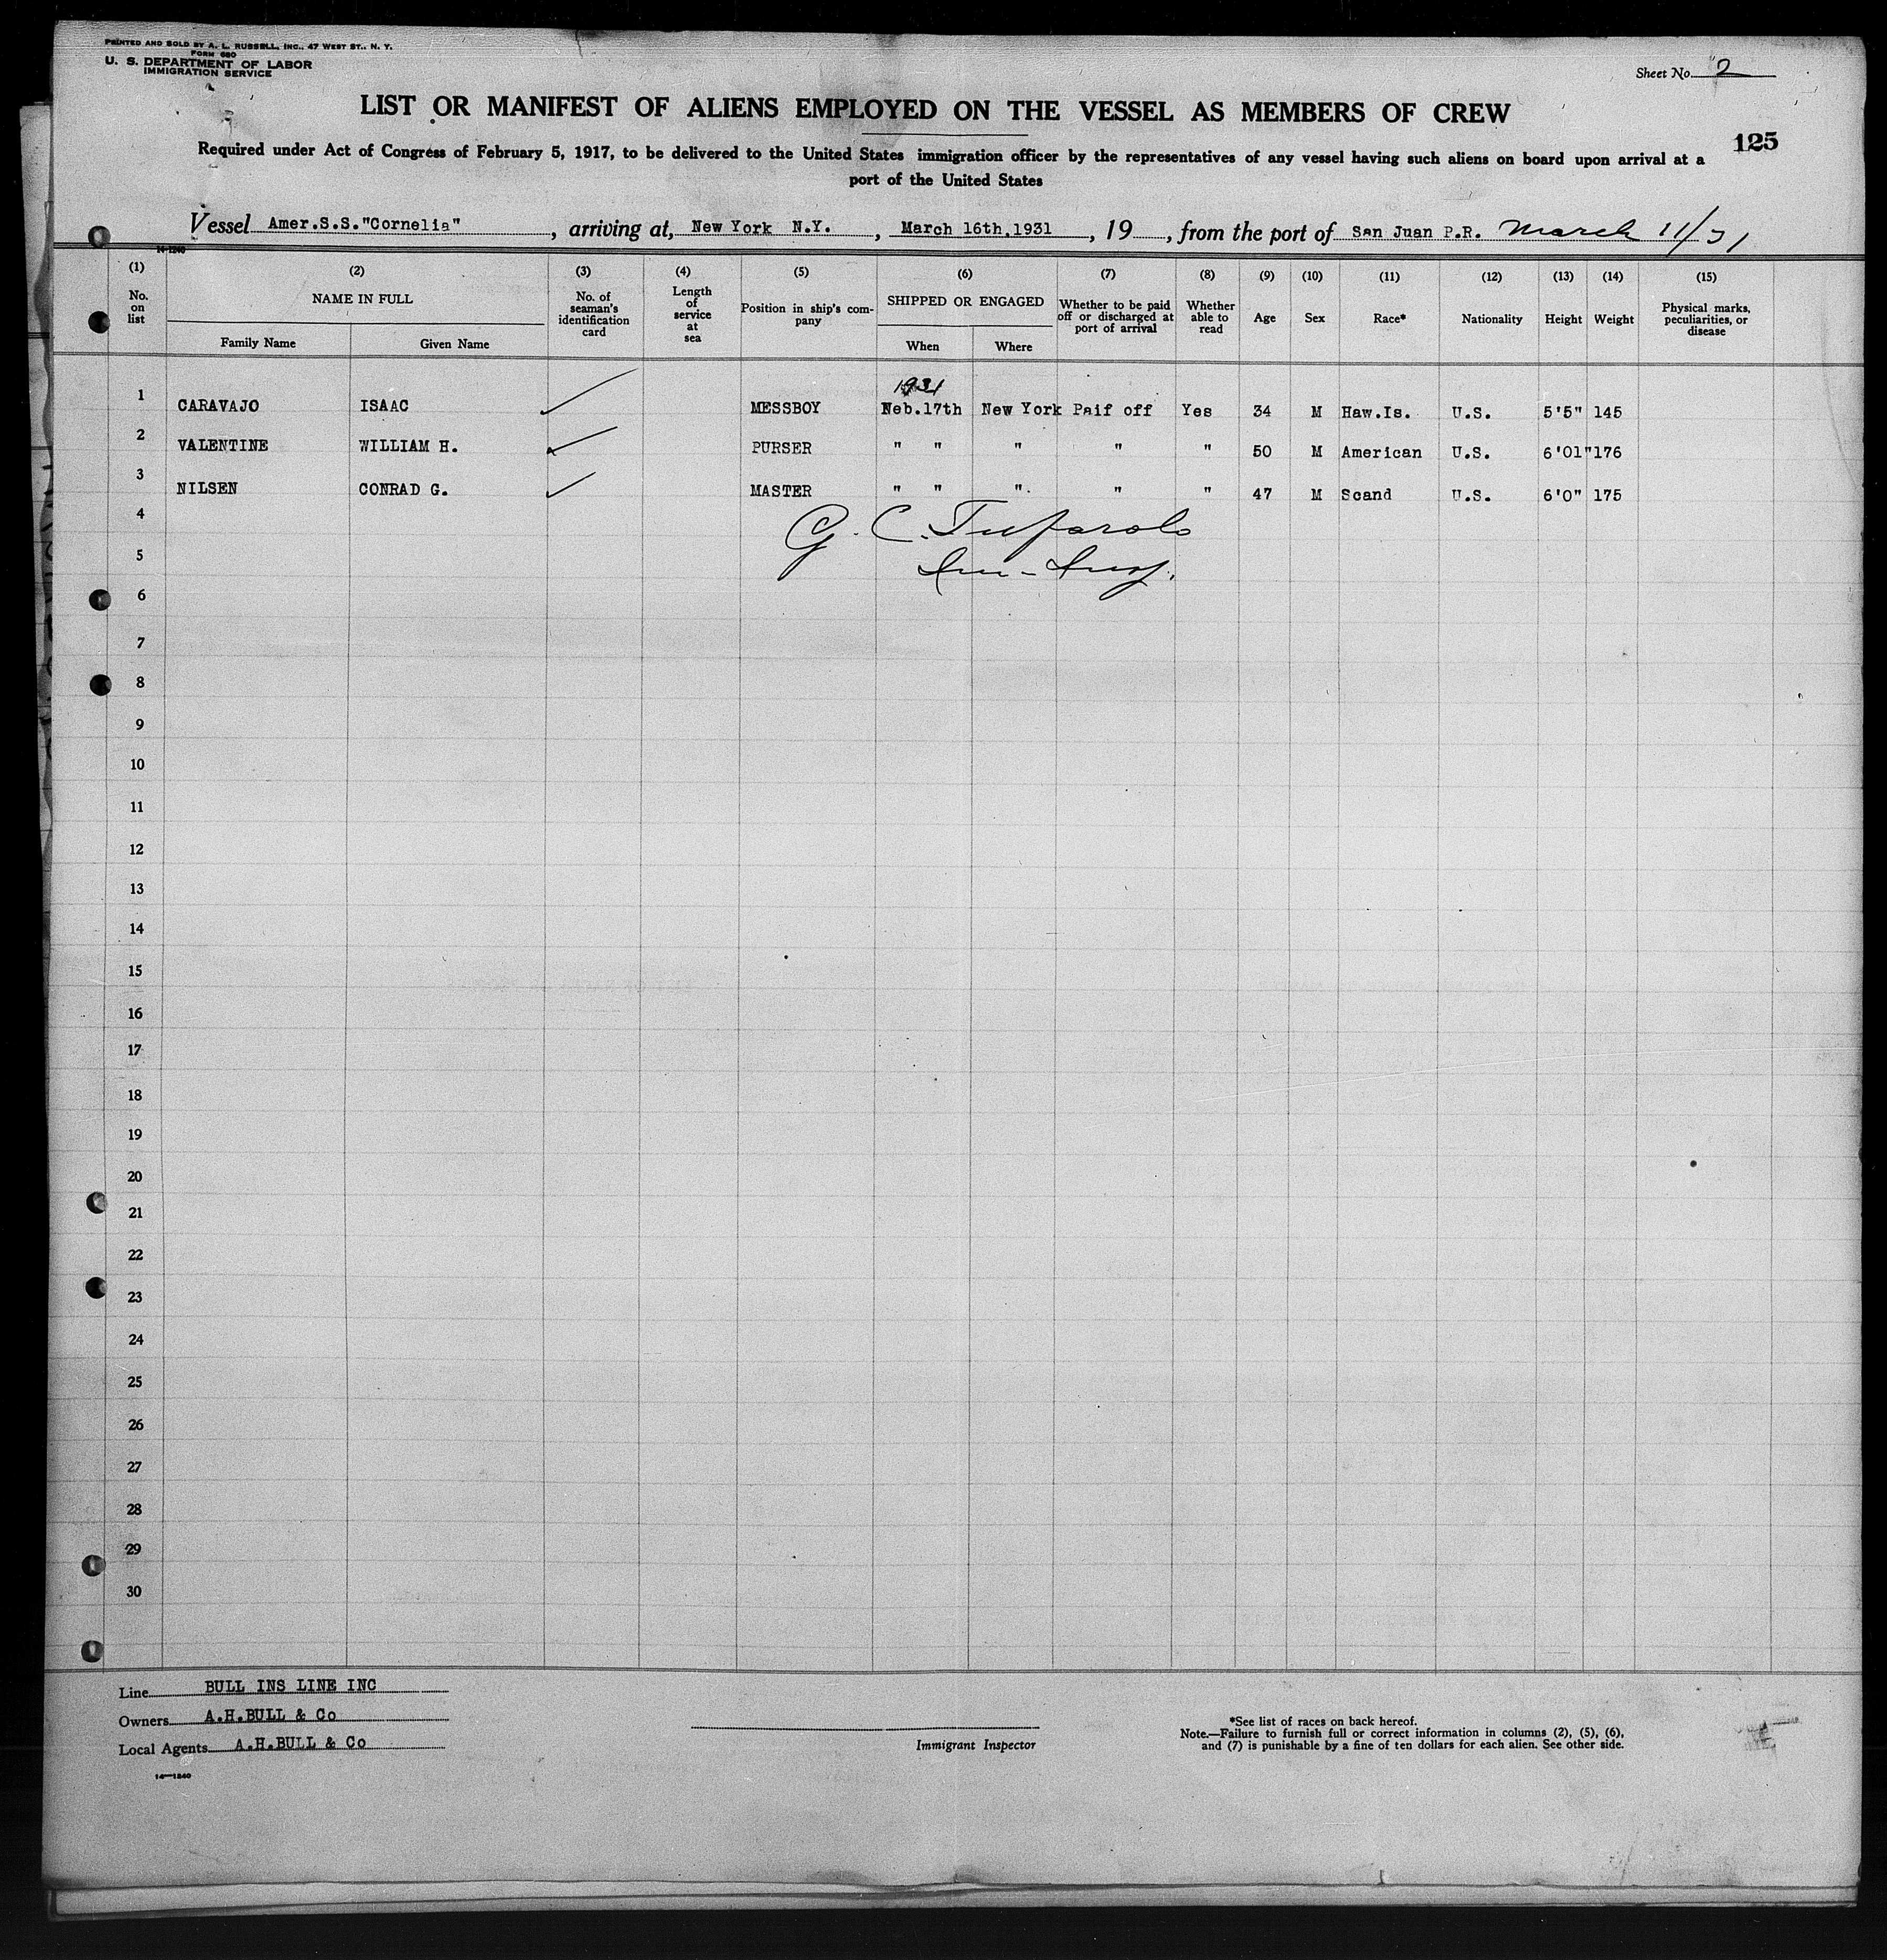 PRINTED AND SOLD BY A. L. RUSSELL, INC., 47 WEST ST., N. Y.
FORM 680
U. S. DEPARTMENT OF LABOR
IMMIGRATION SERVICE
Sheet No. 2
LIST OR MANIFEST OF ALIENS EMPLOYED ON THE VESSEL AS MEMBERS OF CREW
125
Required under Act of Congress of February 5, 1917, to be delivered to the United States immigration officer by the representatives of any vessel having such aliens on board upon arrival at a
port of the United States
Vessel Amer.S.S."Cornelia", arriving at, New York N.Y., March 16th,1931, 19, from the port of San Juan P.R. March 11/31
14-1240
(1) (2) (3) (4) (5) (6) (7) (8) (9) (10) (11) (12) (13) (14) (15)
No. on list
NAME IN FULL
Family Name
Given Name
No. of seaman's identification card
Length of service at sea
Position in ship's company
SHIPPED OR ENGAGED
When
Where
Whether to be paid off or discharged at port of arrival
Whether able to read
Age
Sex
Race*
Nationality
Height
Weight
Physical marks, peculiarities, or disease
1931
1 CARAVAJO ISAAC MESSBOY Neb.17th New York Paif off Yes 34 M Haw.Is. U.S. 5'5" 145
2 VALENTINE WILLIAM H. PURSER " " " " " 50 M American U.S. 6'01" 176
3 NILSEN CONRAD G. MASTER " " ". " " 47 M Scand U.S. 6'0" 175
4
G. C.
5
6
7
8
9
10
11
12
13
14
15
16
17
18
19
20
21
22
23
24
25
26
27
28
29
30
Line BULL INS LINE INC
Owners A.H.BULL & Co
Local Agents A.H.BULL & Co
14—1240
Immigrant Inspector
*See list of races on back hereof.
Note.—Failure to furnish full or correct information in columns (2), (5), (6),
and (7) is punishable by a fine of ten dollars for each alien. See other side.